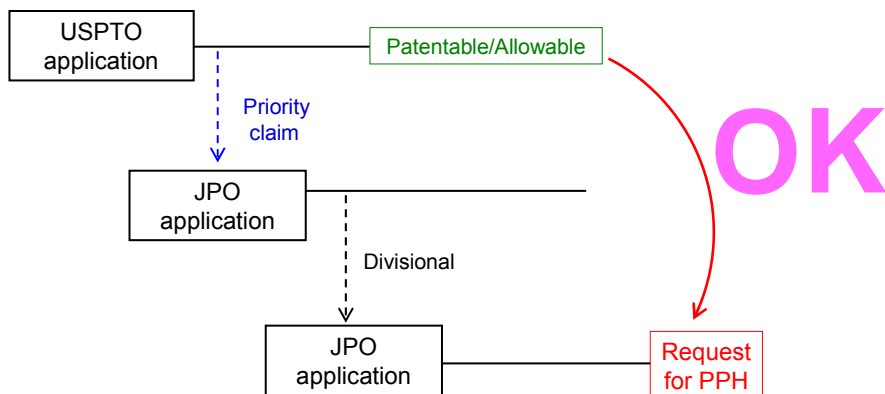 USPTO
application
Patentable/Allowable
Priority
claim
OK
JPO
application
Divisional
JPO
application
Request
for PPH